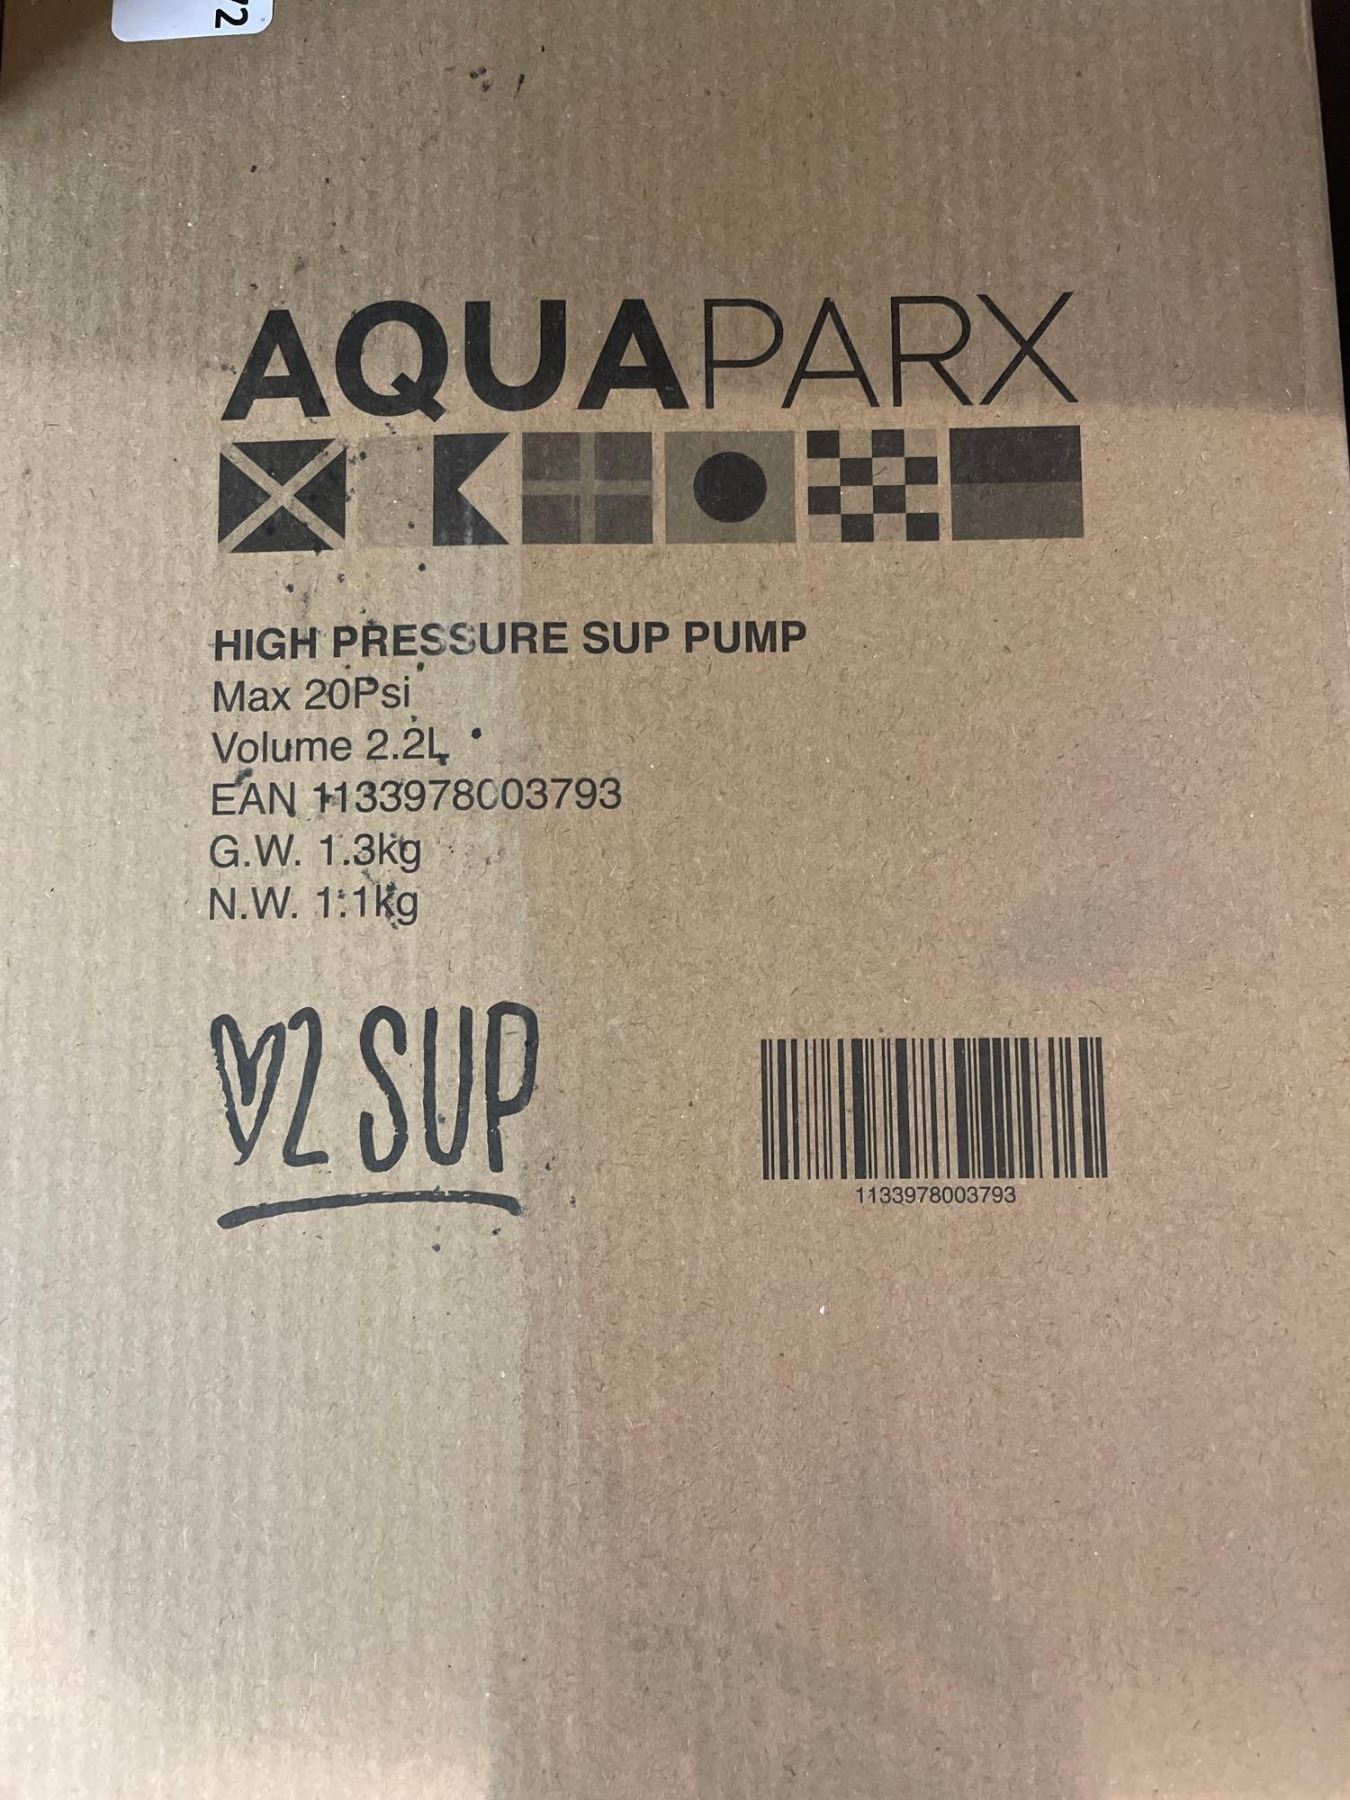 72
AQUAPARX
HIGH PRESSURE SUP PUMP
Max 20Psi
Volume 2.2L
EAN 1133978003793
G.W. 1.3kg
N.W. 1.1kg
♡2 SUP
1133978003793